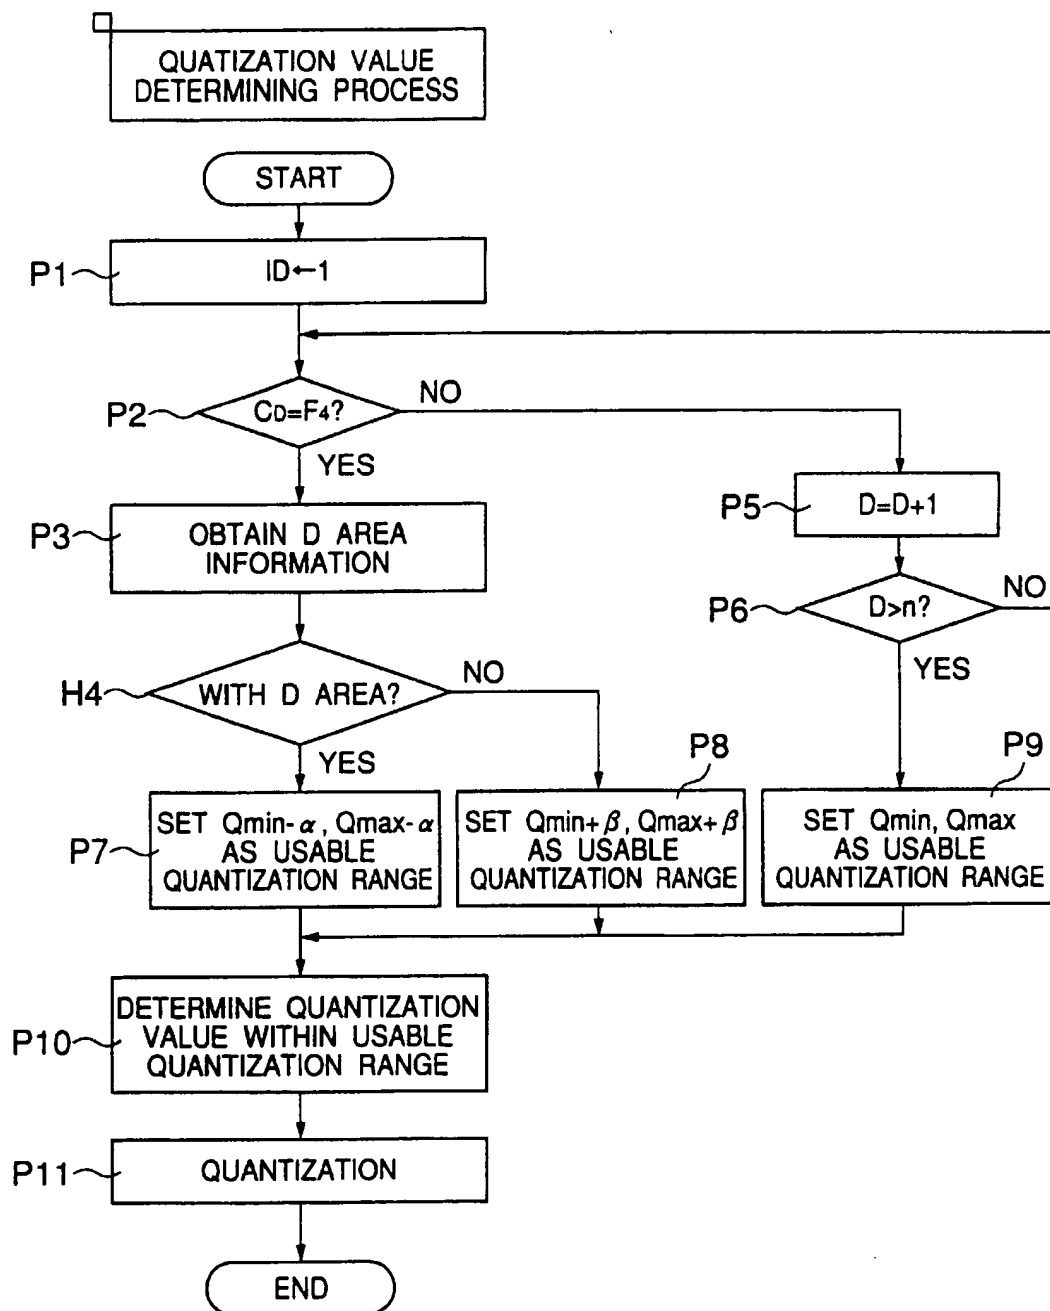 QUATIZATION VALUE
DETERMINING PROCESS
START
P1
ID←1
P2
CD=F4?
NO
YES
P3
OBTAIN D AREA
INFORMATION
P5
D=D+1
P6
D>n?
NO
YES
H4
WITH D AREA?
NO
YES
P7
SET Qmin-α, Qmax-α
AS USABLE
QUANTIZATION RANGE
P8
SET Qmin+β, Qmax+β
AS USABLE
QUANTIZATION RANGE
P9
SET Qmin, Qmax
AS USABLE
QUANTIZATION RANGE
P10
DETERMINE QUANTIZATION
VALUE WITHIN USABLE
QUANTIZATION RANGE
P11
QUANTIZATION
END